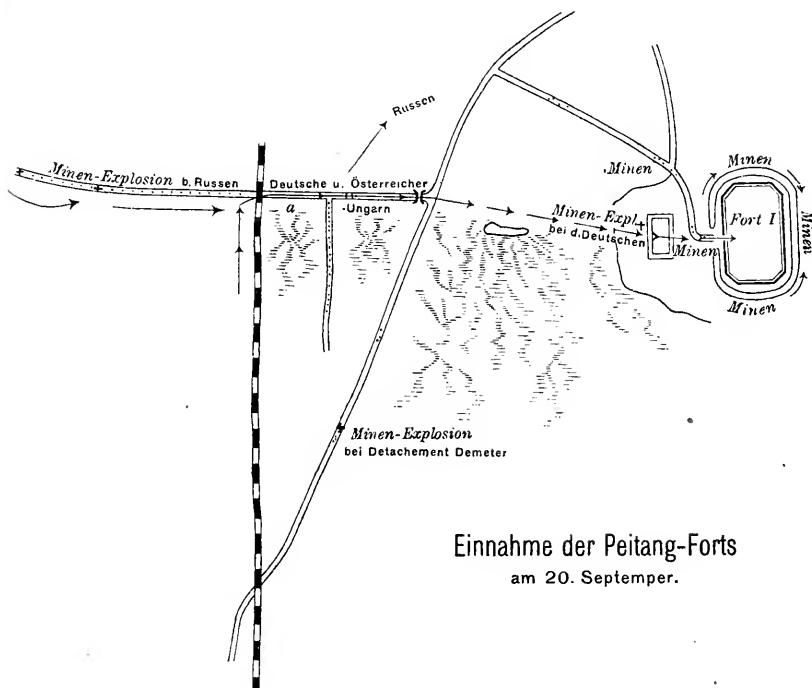 Russen
Minen-Explosion b. Russen
Deutsche u. Österreicher
a
-Ungarn
Minen
Minen
Minen-Expl.
bei d. Deutschen
Fort I
Minen
Minen
Minen
Minen-Explosion
bei Detachement Demeter
Einnahme der Peitang-Forts
am 20. Septemper.